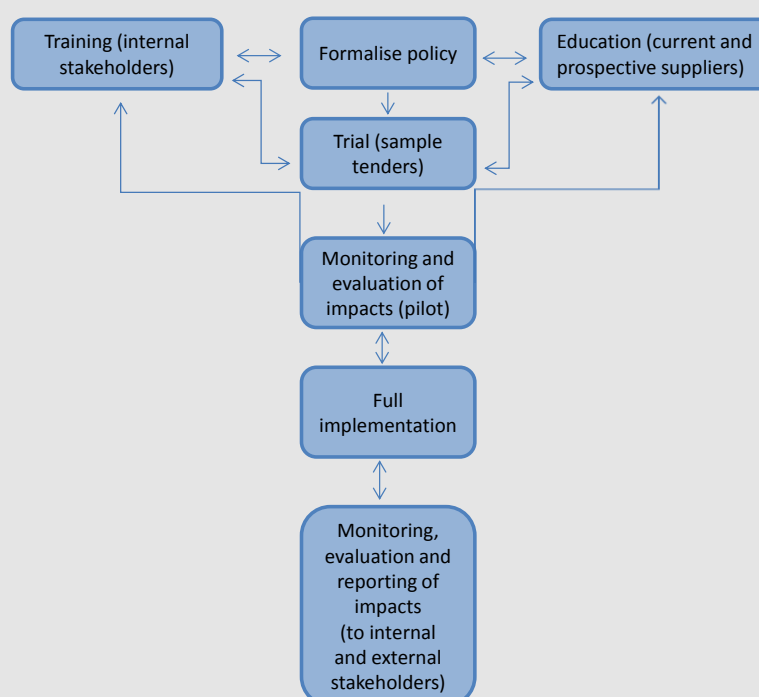 Training (internal
stakeholders)
Formalise policy
Education (current and
prospective suppliers)
Trial (sample
tenders)
Monitoring and
evaluation of
impacts (pilot)
Full
implementation
Monitoring,
evaluation and
reporting of
impacts
(to internal
and external
stakeholders)